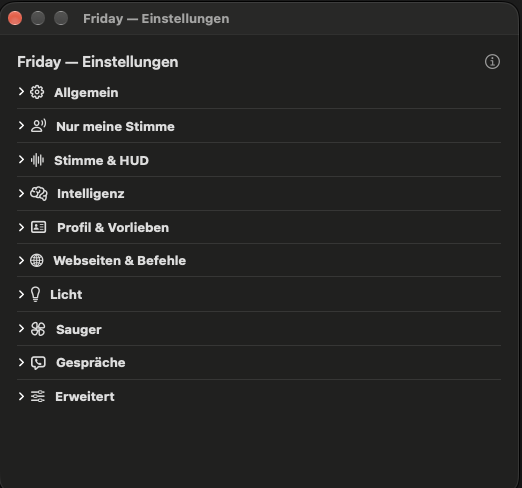 Friday — Einstellungen
Friday — Einstellungen
Allgemein
Nur meine Stimme
Stimme & HUD
Intelligenz
Profil & Vorlieben
Webseiten & Befehle
Licht
Sauger
Gespräche
Erweitert